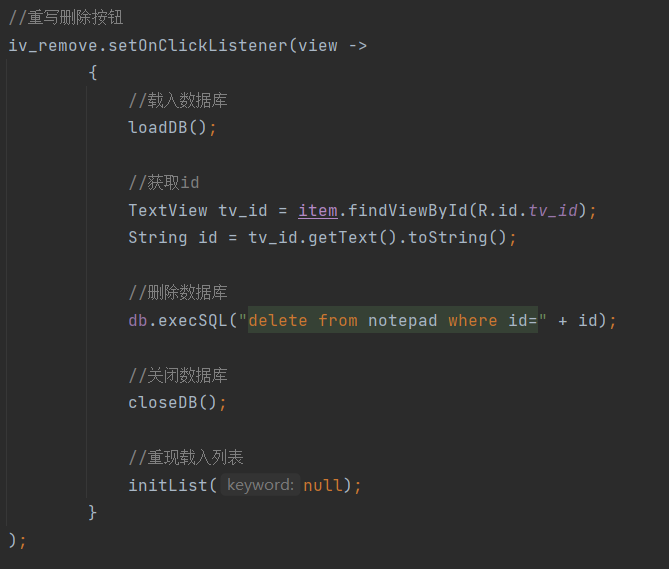 //重写删除按钮
iv_remove.setOnClickListener(view ->
{
//载入数据库
loadDB();
//获取id
TextView tv_id = item.findViewById(R.id.tv_id);
String id = tv_id.getText().toString();
//删除数据库
db.execSQL("delete from notepad where id=" + id);
//关闭数据库
closeDB();
//重现载入列表
initList( keyword: null);
}
);